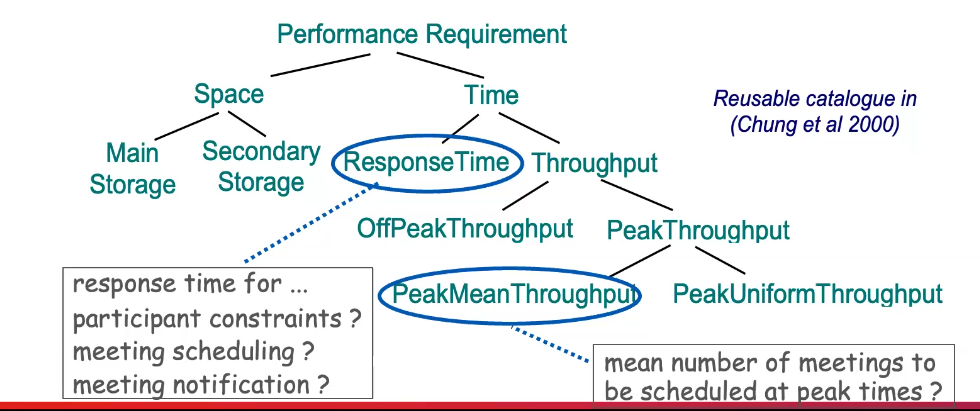 Performance Requirement
Space
Time
Reusable catalogue in
(Chung et al 2000)
Main
Storage
Secondary
Storage
ResponseTime
Throughput
OffPeakThroughput
PeakThroughput
response time for ...
participant constraints ?
meeting scheduling ?
meeting notification ?
PeakMeanThroughput
PeakUniformThroughput
mean number of meetings to
be scheduled at peak times ?